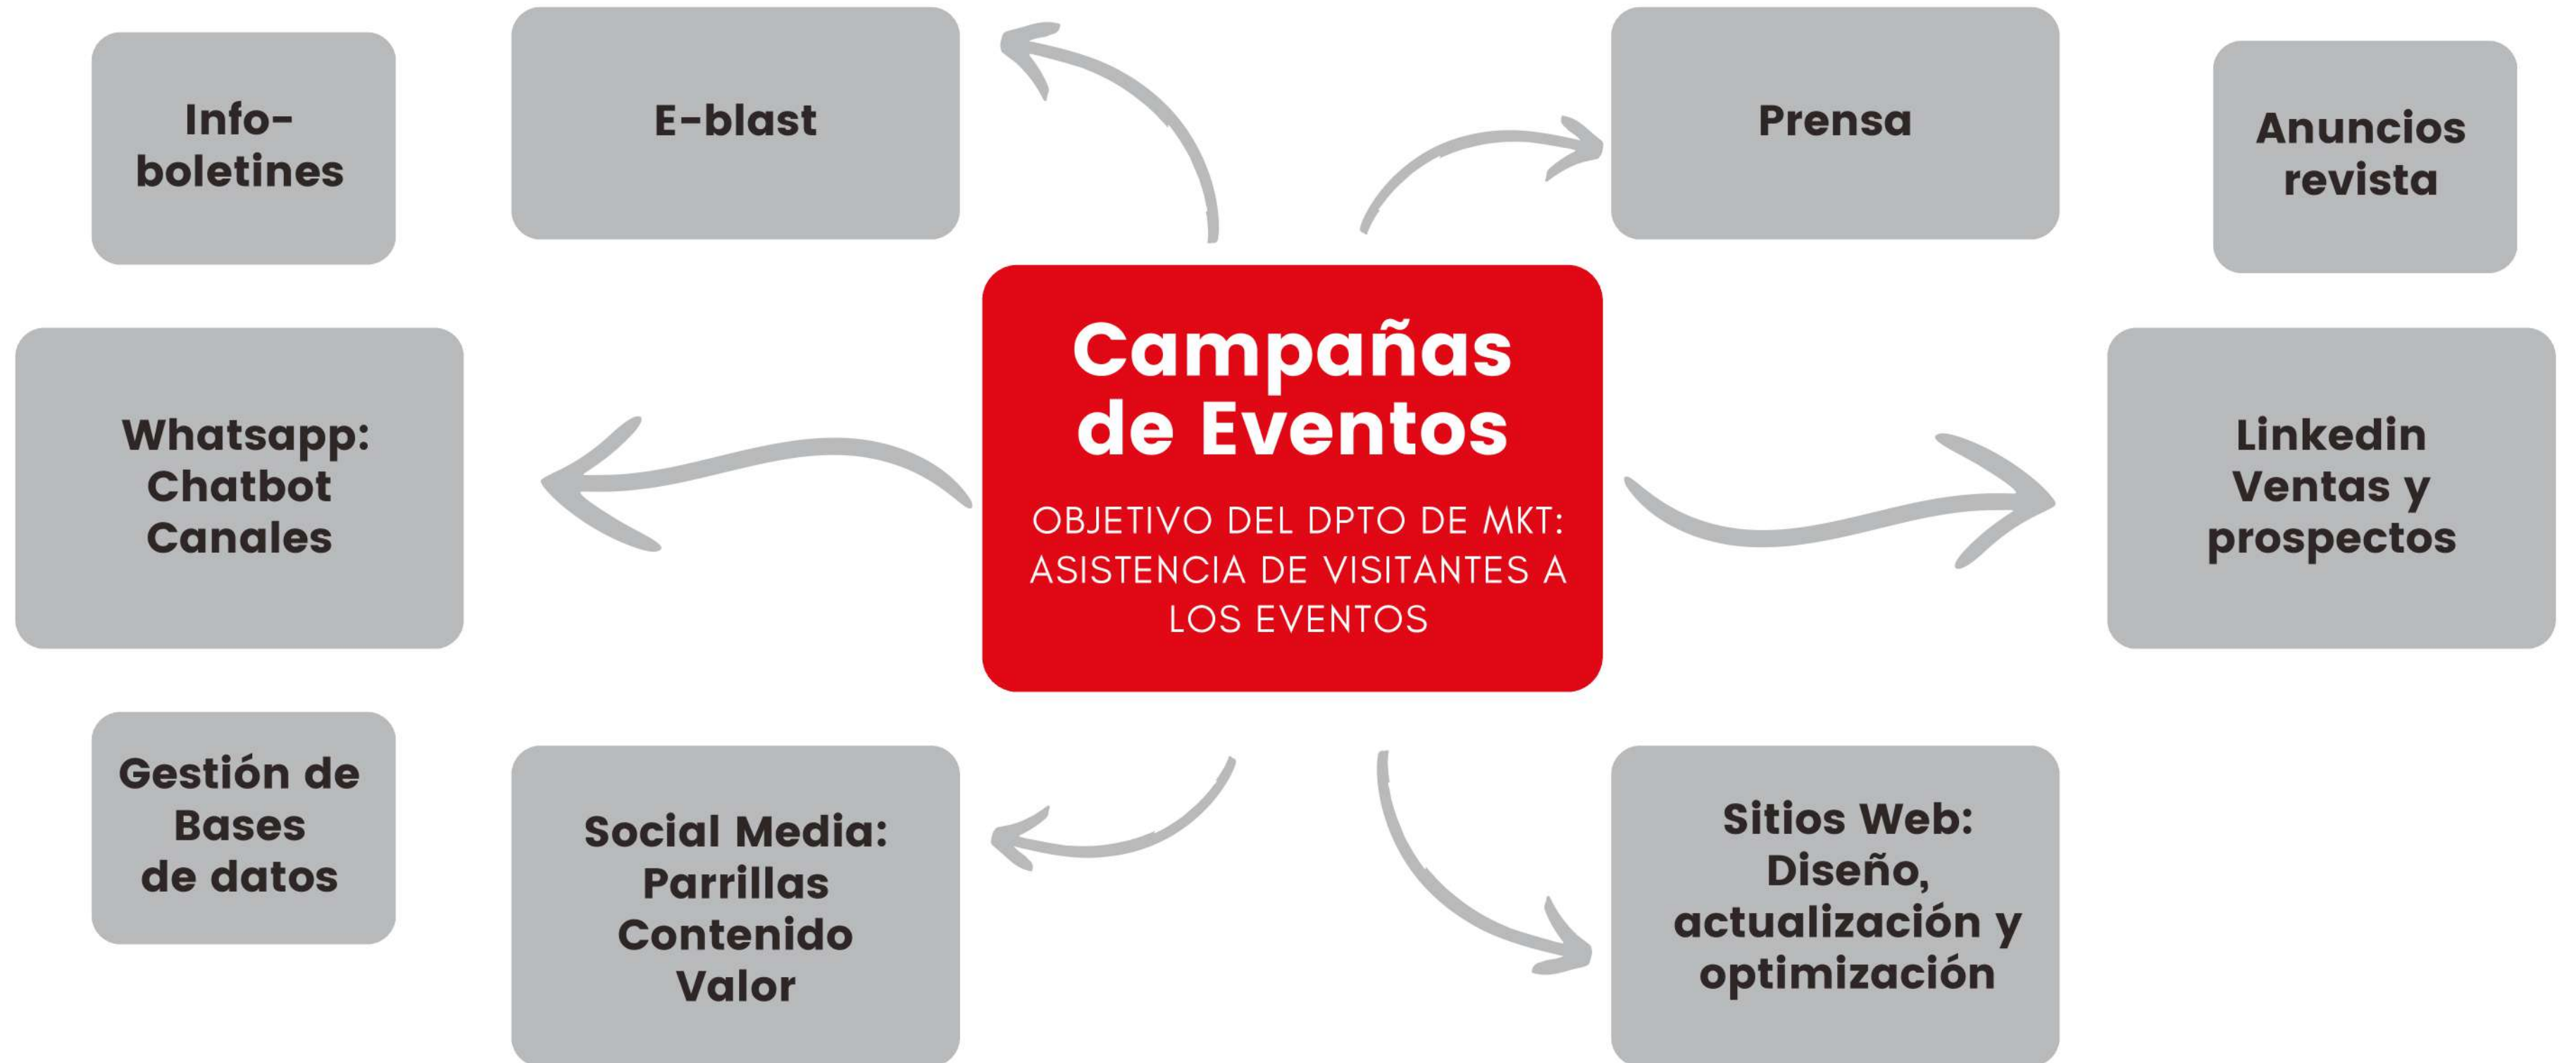 Info-
boletines
E-blast
Prensa
Anuncios
revista
Campañas
de Eventos
OBJETIVO DEL DPTO DE MKT:
ASISTENCIA DE VISITANTES A
LOS EVENTOS
Whatsapp:
Chatbot
Canales
Linkedin
Ventas y
prospectos
Gestión de
Bases
de datos
Social Media:
Parrillas
Contenido
Valor
Sitios Web:
Diseño,
actualización y
optimización